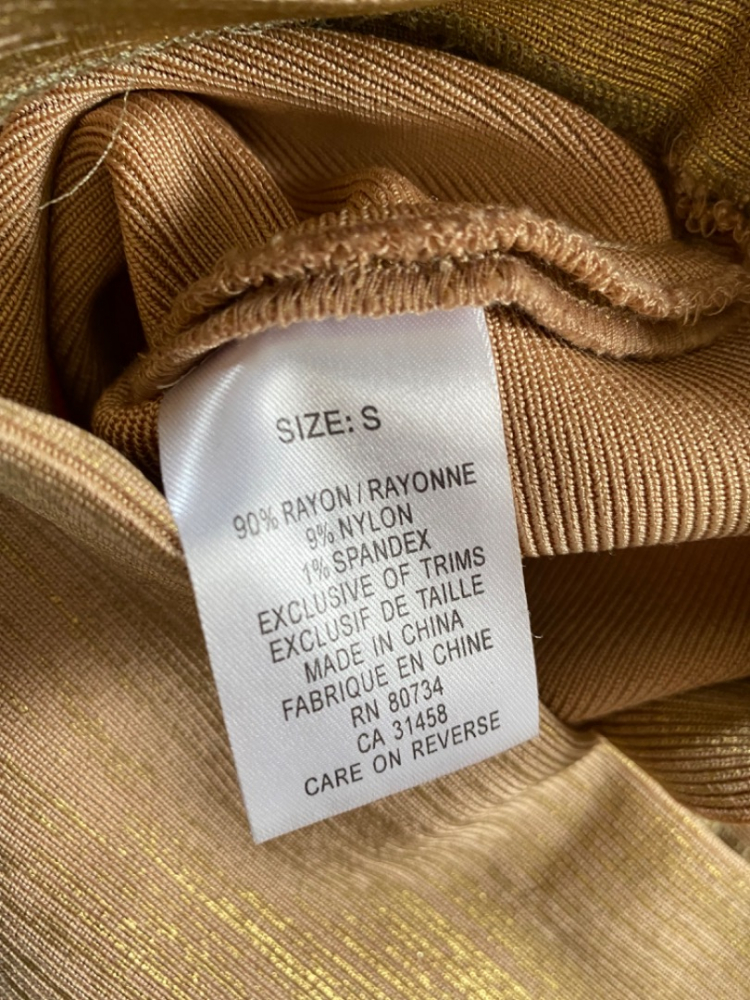 SIZE: S
90% RAYON / RAYONNE
9% NYLON
1% SPANDEX
EXCLUSIVE OF TRIMS
EXCLUSIF DE TAILLE
MADE IN CHINA
FABRIQUE EN CHINE
RN 80734
CA 31458
CARE ON REVERSE